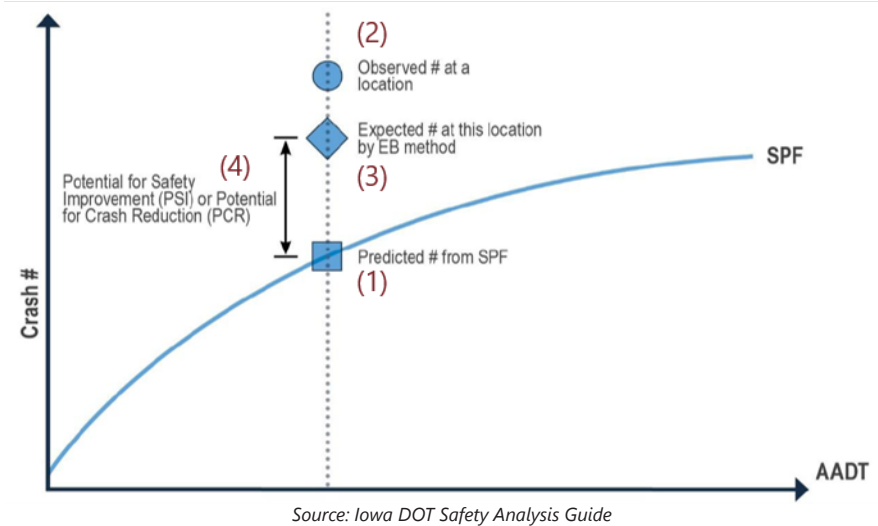 (2)
Observed # at a
location
Expected # at this location
by EB method
(3)
SPF
(4)
Potential for Safety
Improvement (PSI) or Potential
for Crash Reduction (PCR)
Predicted # from SPF
(1)
Crash #
AADT
Source: Iowa DOT Safety Analysis Guide